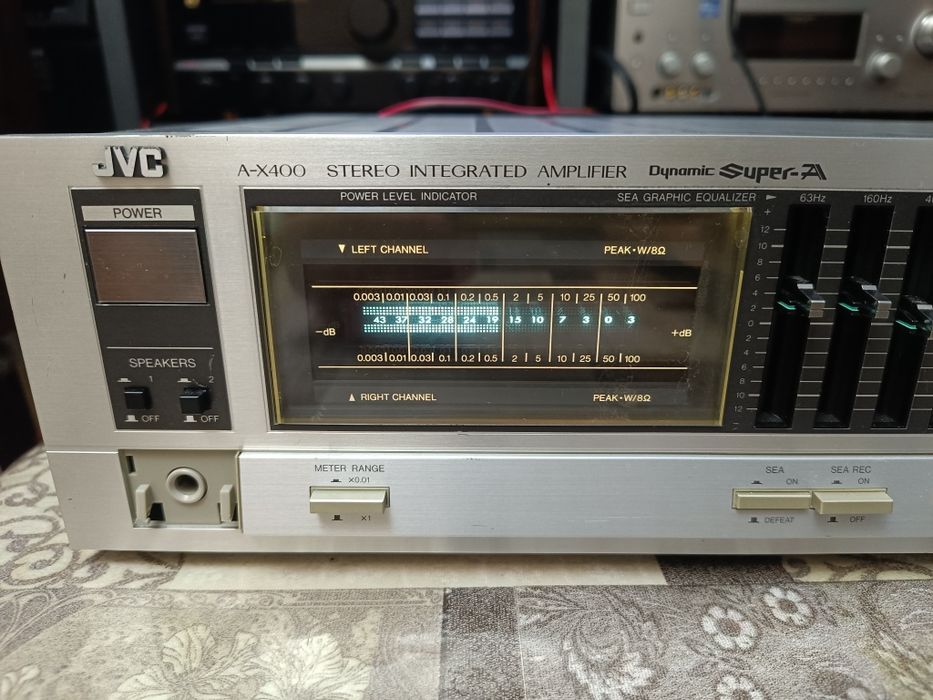 JVC
A-X400 STEREO INTEGRATED AMPLIFIER Dynamic Super-A
POWER
POWER LEVEL INDICATOR
SEA GRAPHIC EQUALIZER ►
63Hz 160Hz
▼ LEFT CHANNEL PEAK•W/8Ω
0.003 0.01 0.03 0.1 0.2 0.5 2 5 10 25 50 100
-dB 43 37 32 28 24 19 15 10 7 3 0 3 +dB
0.003 0.01 0.03 0.1 0.2 0.5 2 5 10 25 50 100
▲ RIGHT CHANNEL PEAK•W/8Ω
+
12
10
8
6
4
2
0
2
4
6
8
10
12
-
SPEAKERS
1 2
OFF OFF
METER RANGE
×0.01
×1
SEA
ON
DEFEAT
SEA REC
ON
OFF